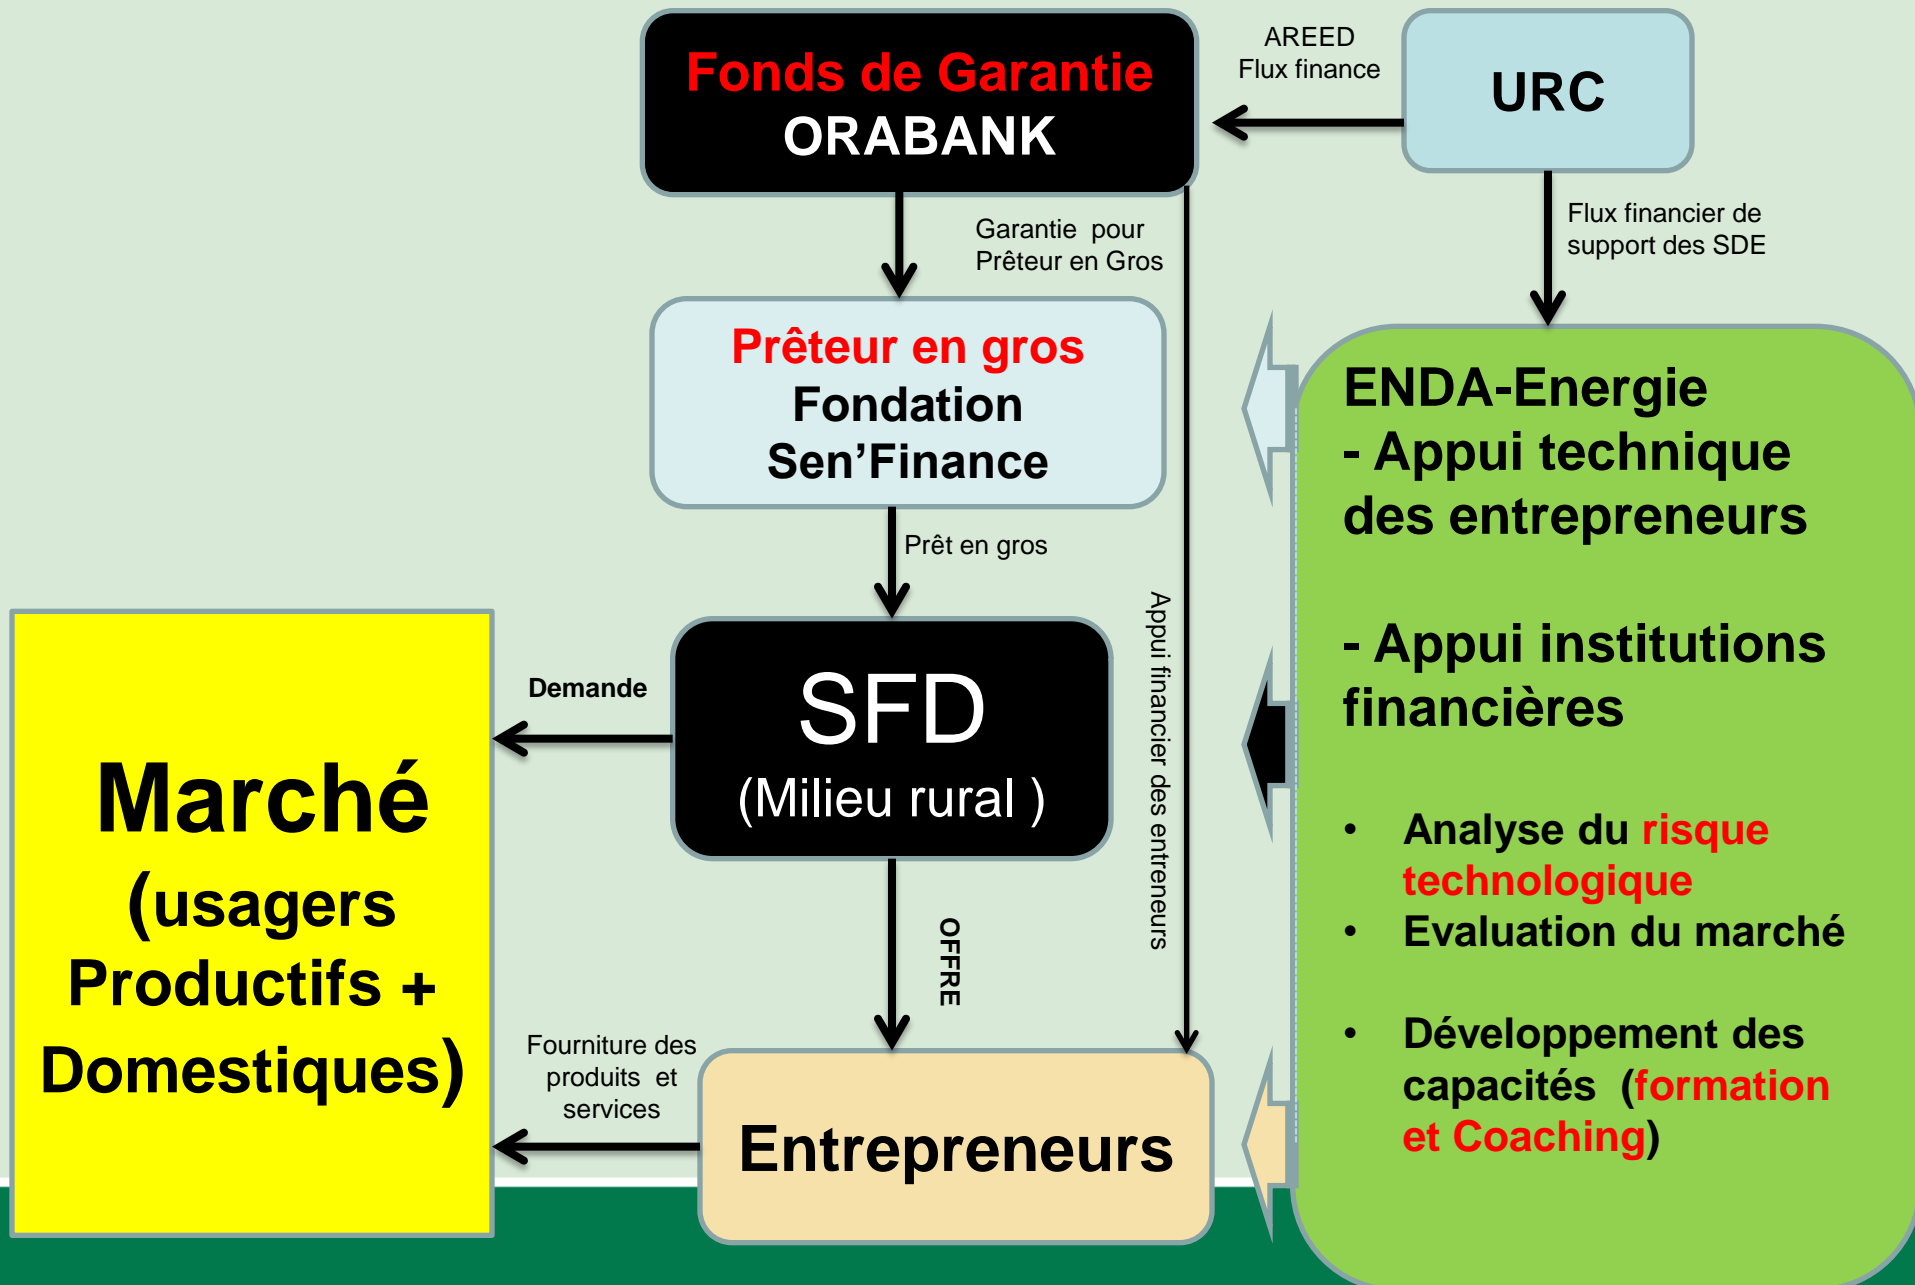 Fonds de Garantie
ORABANK
AREED
Flux finance
URC
Garantie pour
Prêteur en Gros
Flux financier de
support des SDE
Prêteur en gros
Fondation
Sen’Finance
Prêt en gros
Appui financier des entreneurs
SFD
(Milieu rural )
Demande
OFFRE
Marché
(usagers
Productifs +
Domestiques)
Fourniture des
produits et
services
Entrepreneurs
ENDA-Energie
- Appui technique
des entrepreneurs
- Appui institutions
financières
• Analyse du risque
technologique
• Evaluation du marché
• Développement des
capacités (formation
et Coaching)